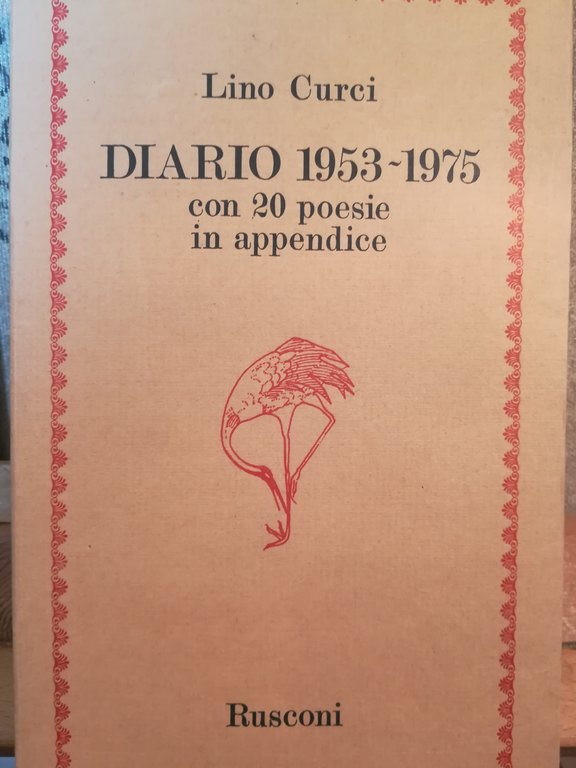 Lino Curci
DIARIO 1953-1975
con 20 poesie
in appendice
Rusconi